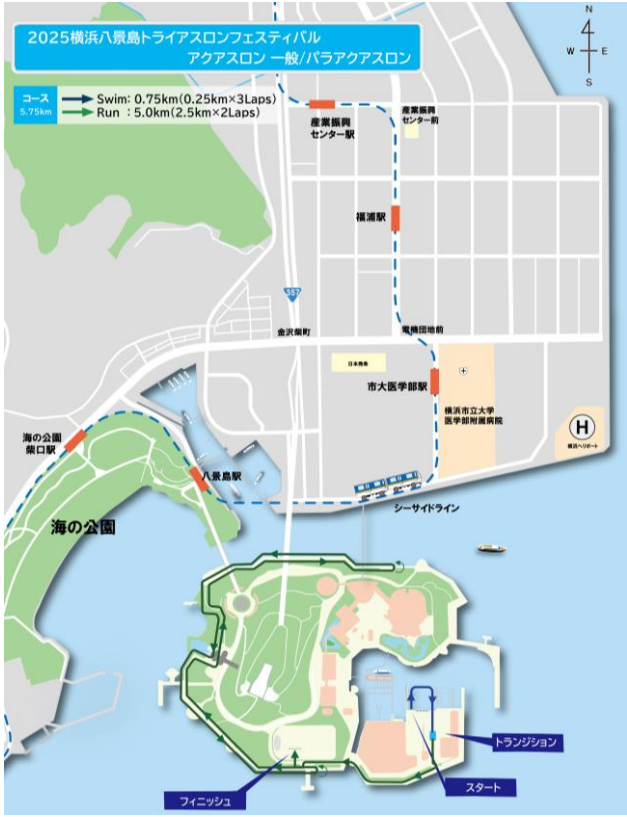 2025横浜八景島トライアスロンフェスティバル
アクアスロン 一般/パラアクアスロン
コース
5.75km
Swim: 0.75km(0.25km×3Laps)
Run : 5.0km(2.5km×2Laps)
N
W
E
S
産業振興
センター駅
産業振興
センター前
福浦駅
357
金沢柴町
電機団地前
日本発条
市大医学部駅
横浜市立大学
医学部附属病院
H
横浜ヘリポート
海の公園
柴口駅
八景島駅
シーサイドライン
海の公園
トランジション
スタート
フィニッシュ